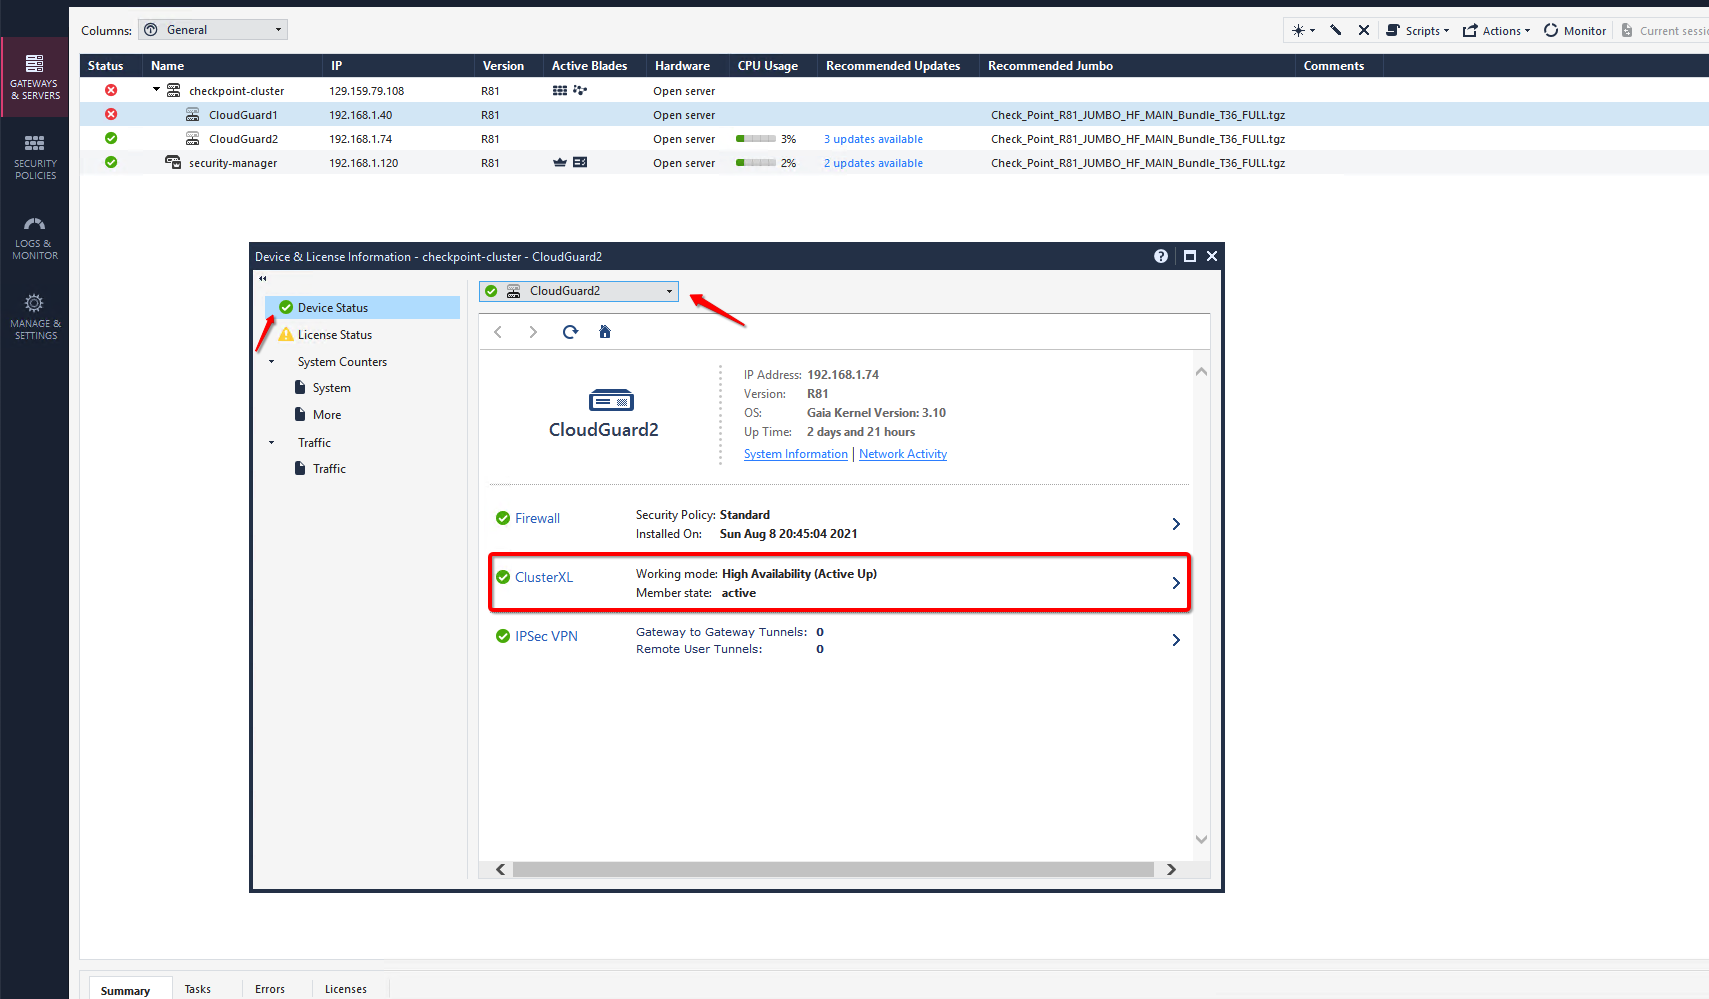 Columns: General
Scripts Actions Monitor Current sessi
GATEWAYS
& SERVERS
SECURITY
POLICIES
LOGS &
MONITOR
MANAGE &
SETTINGS
Status Name IP Version Active Blades Hardware CPU Usage Recommended Updates Recommended Jumbo Comments
checkpoint-cluster 129.159.79.108 R81 Open server
CloudGuard1 192.168.1.40 R81 Open server Check_Point_R81_JUMBO_HF_MAIN_Bundle_T36_FULL.tgz
CloudGuard2 192.168.1.74 R81 Open server 3% 3 updates available Check_Point_R81_JUMBO_HF_MAIN_Bundle_T36_FULL.tgz
security-manager 192.168.1.120 R81 Open server 2% 2 updates available Check_Point_R81_JUMBO_HF_MAIN_Bundle_T36_FULL.tgz
Device & License Information - checkpoint-cluster - CloudGuard2
Device Status
License Status
System Counters
System
More
Traffic
Traffic
CloudGuard2
CloudGuard2
IP Address: 192.168.1.74
Version: R81
OS: Gaia Kernel Version: 3.10
Up Time: 2 days and 21 hours
System Information | Network Activity
Firewall
Security Policy: Standard
Installed On: Sun Aug 8 20:45:04 2021
ClusterXL
Working mode: High Availability (Active Up)
Member state: active
IPSec VPN
Gateway to Gateway Tunnels: 0
Remote User Tunnels: 0
Summary Tasks Errors Licenses